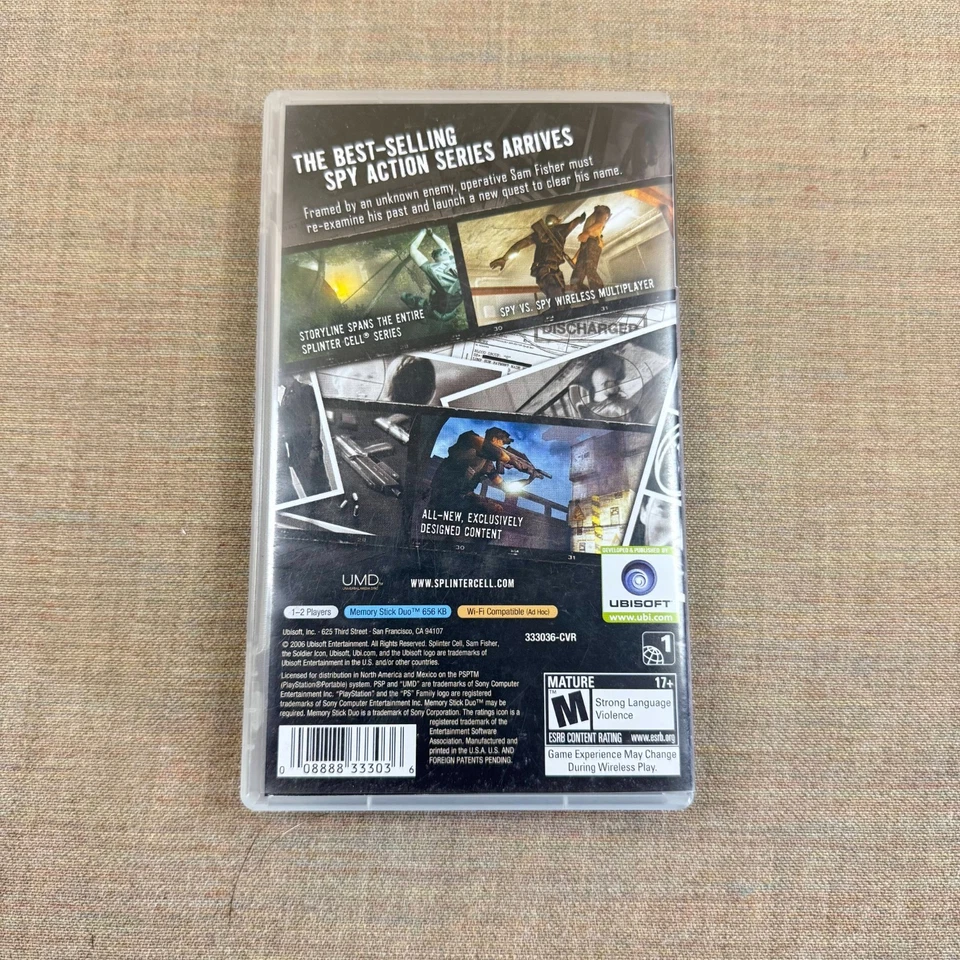 THE BEST-SELLING
SPY ACTION SERIES ARRIVES
Framed by an unknown enemy, operative Sam Fisher must
re-examine his past and launch a new quest to clear his name.
STORYLINE SPANS THE ENTIRE
SPLINTER CELL® SERIES
SPY VS. SPY WIRELESS MULTIPLAYER
30
31
DISCHARGED
ALL-NEW, EXCLUSIVELY
DESIGNED CONTENT
30
31
UMD™
WWW.SPLINTERCELL.COM
DEVELOPED & PUBLISHED BY
UBISOFT
www.ubi.com
1-2 Players
Memory Stick Duo™ 656 KB
Wi-Fi Compatible (Ad Hoc)
Ubisoft, Inc. · 625 Third Street · San Francisco, CA 94107
333036-CVR
1
© 2006 Ubisoft Entertainment. All Rights Reserved. Splinter Cell, Sam Fisher,
the Soldier Icon, Ubisoft, Ubi.com, and the Ubisoft logo are trademarks of
Ubisoft Entertainment in the U.S. and/or other countries.
Licensed for distribution in North America and Mexico on the PSPTM
(PlayStation®Portable) system. PSP and "UMD" are trademarks of Sony Computer
Entertainment Inc. "PlayStation" and the "PS" Family logo are registered
trademarks of Sony Computer Entertainment Inc. Memory Stick Duo™ may be
required. Memory Stick Duo is a trademark of Sony Corporation. The ratings icon is a
registered trademark of the
Entertainment Software
Association. Manufactured and
printed in the U.S.A. U.S. AND
FOREIGN PATENTS PENDING.
0 08888 33303 6
MATURE 17+
M
Strong Language
Violence
ESRB CONTENT RATING www.esrb.org
Game Experience May Change
During Wireless Play.